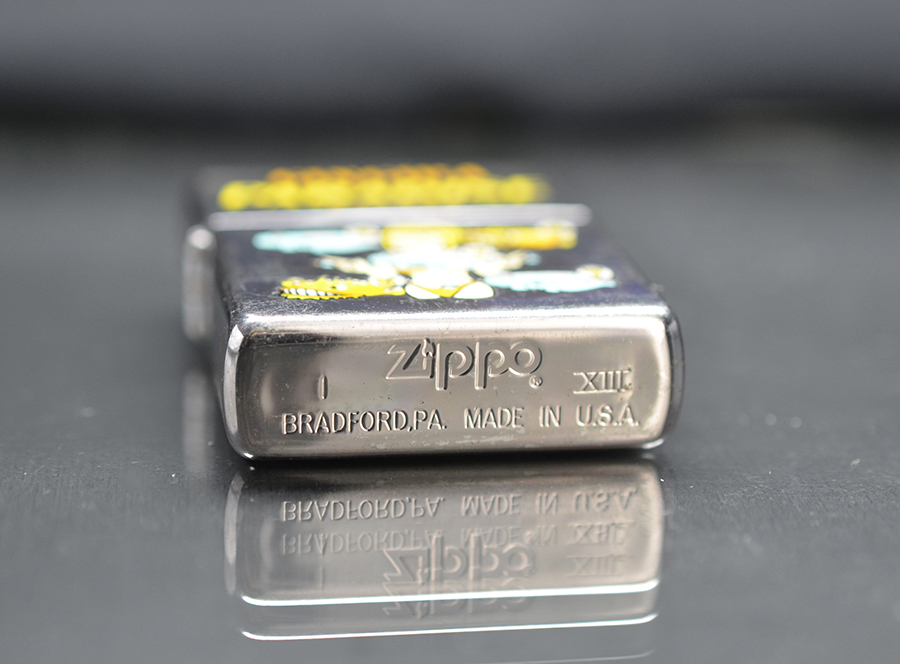 Zippo®
I XIII
BRADFORD,PA. MADE IN U.S.A.